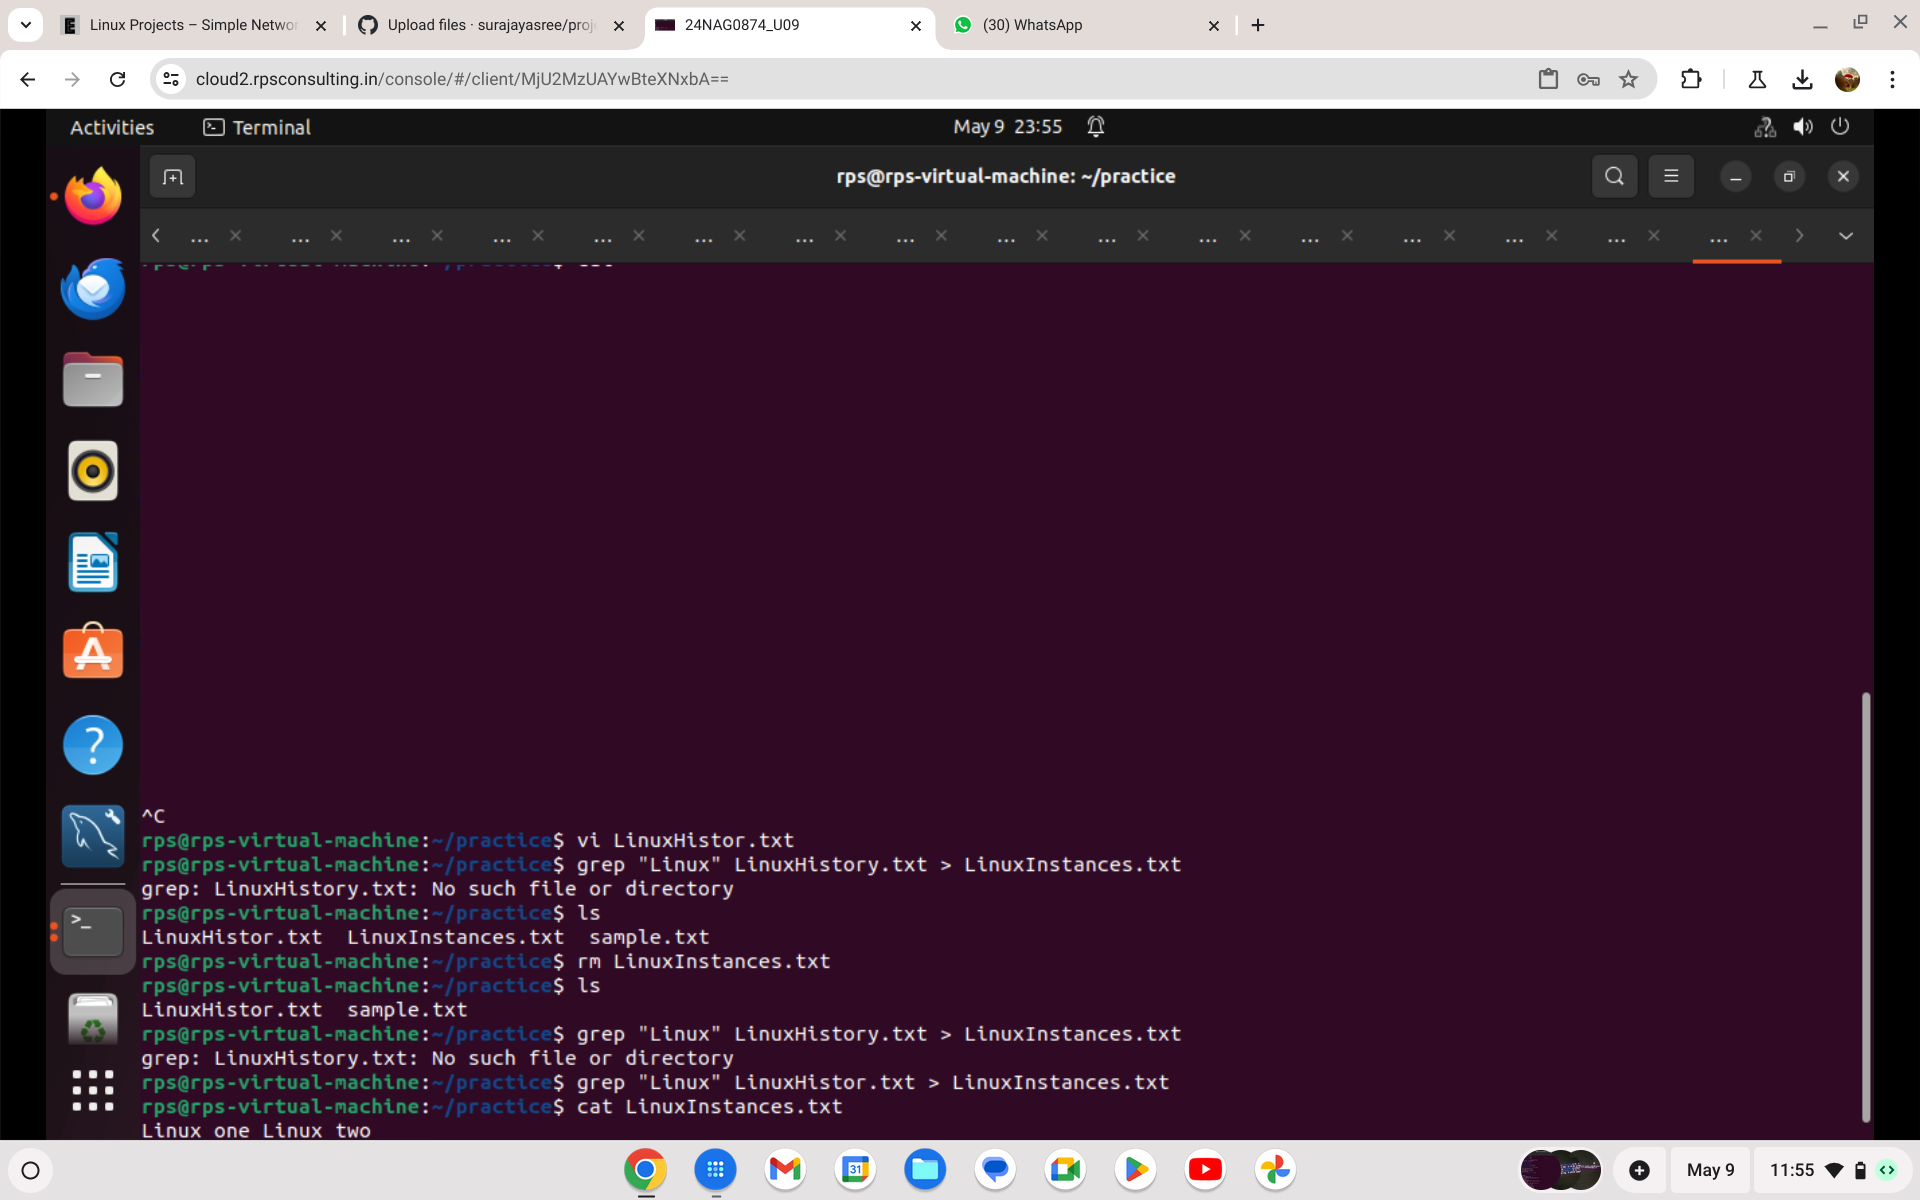 Linux Projects – Simple Networ
Upload files · surajayasree/proje
24NAG0874_U09
(30) WhatsApp
cloud2.rpsconsulting.in/console/#/client/MjU2MzUAYwBteXNxbA==
Activities
Terminal
May 9 23:55
rps@rps-virtual-machine: ~/practice
... ... ... ... ... ... ... ... ... ... ... ... ... ... ... ...
^C
rps@rps-virtual-machine:~/practice$ vi LinuxHistor.txt
rps@rps-virtual-machine:~/practice$ grep "Linux" LinuxHistory.txt > LinuxInstances.txt
grep: LinuxHistory.txt: No such file or directory
rps@rps-virtual-machine:~/practice$ ls
LinuxHistor.txt  LinuxInstances.txt  sample.txt
rps@rps-virtual-machine:~/practice$ rm LinuxInstances.txt
rps@rps-virtual-machine:~/practice$ ls
LinuxHistor.txt  sample.txt
rps@rps-virtual-machine:~/practice$ grep "Linux" LinuxHistory.txt > LinuxInstances.txt
grep: LinuxHistory.txt: No such file or directory
rps@rps-virtual-machine:~/practice$ grep "Linux" LinuxHistor.txt > LinuxInstances.txt
rps@rps-virtual-machine:~/practice$ cat LinuxInstances.txt
Linux one Linux two
31
May 9
11:55